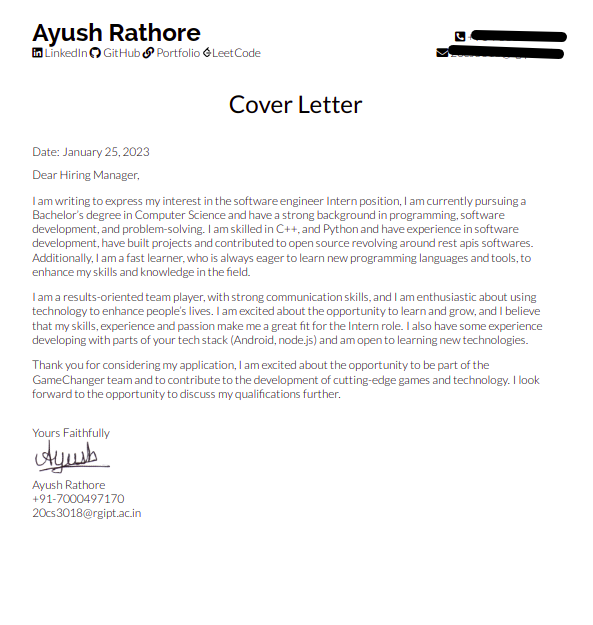 Ayush Rathore
LinkedIn GitHub Portfolio LeetCode
Cover Letter
Date: January 25, 2023
Dear Hiring Manager,
I am writing to express my interest in the software engineer Intern position, I am currently pursuing a
Bachelor's degree in Computer Science and have a strong background in programming, software
development, and problem-solving. I am skilled in C++, and Python and have experience in software
development, have built projects and contributed to open source revolving around rest apis softwares.
Additionally, I am a fast learner, who is always eager to learn new programming languages and tools, to
enhance my skills and knowledge in the field.
I am a results-oriented team player, with strong communication skills, and I am enthusiastic about using
technology to enhance people's lives. I am excited about the opportunity to learn and grow, and I believe
that my skills, experience and passion make me a great fit for the Intern role. I also have some experience
developing with parts of your tech stack (Android, node.js) and am open to learning new technologies.
Thank you for considering my application, I am excited about the opportunity to be part of the
GameChanger team and to contribute to the development of cutting-edge games and technology. I look
forward to the opportunity to discuss my qualifications further.
Yours Faithfully
Ayush
Ayush Rathore
+91-7000497170
20cs3018@rgipt.ac.in